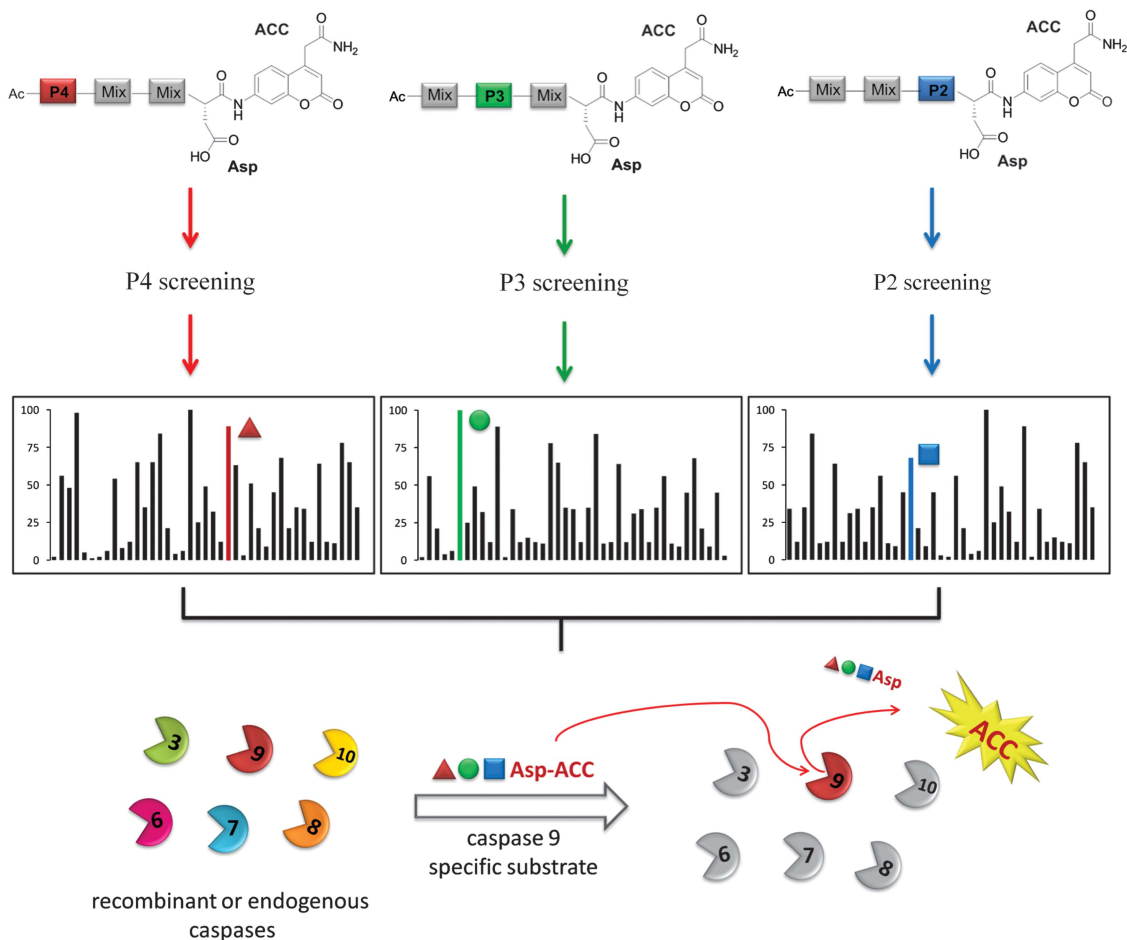 ACC
O
NH₂
Ac
P4
Mix
Mix
O
N
H
O
O
O
HO
Asp
ACC
O
NH₂
Ac
Mix
P3
Mix
O
N
H
O
O
O
HO
Asp
ACC
O
NH₂
Ac
Mix
Mix
P2
O
N
H
O
O
O
HO
Asp
P4 screening
P3 screening
P2 screening
100
75
50
25
0
100
75
50
25
0
100
75
50
25
0
Asp
ACC
3
9
10
6
7
8
Asp-ACC
caspase 9
specific substrate
3
9
10
6
7
8
recombinant or endogenous
caspases